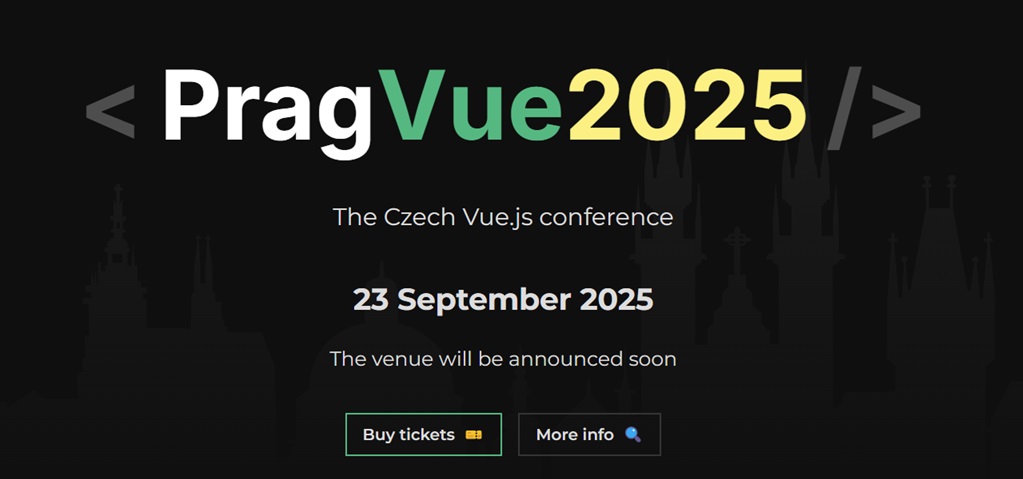 < PragVue2025 />
The Czech Vue.js conference
23 September 2025
The venue will be announced soon
Buy tickets 🎫 More info 🔍